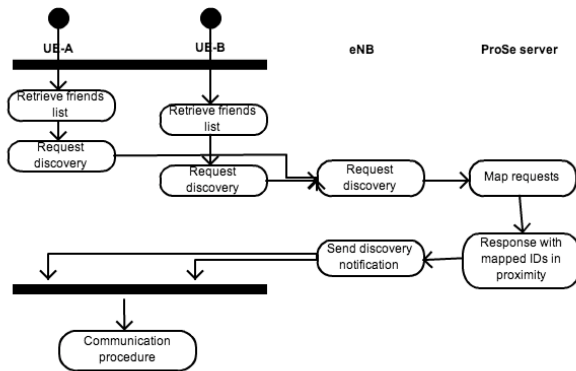 UE-A
UE-B
eNB
ProSe server
Retrieve friends
list
Retrieve friends
list
Request
discovery
Request
discovery
Request
discovery
Map requests
Send discovery
notification
Response with
mapped IDs in
proximity
Communication
procedure